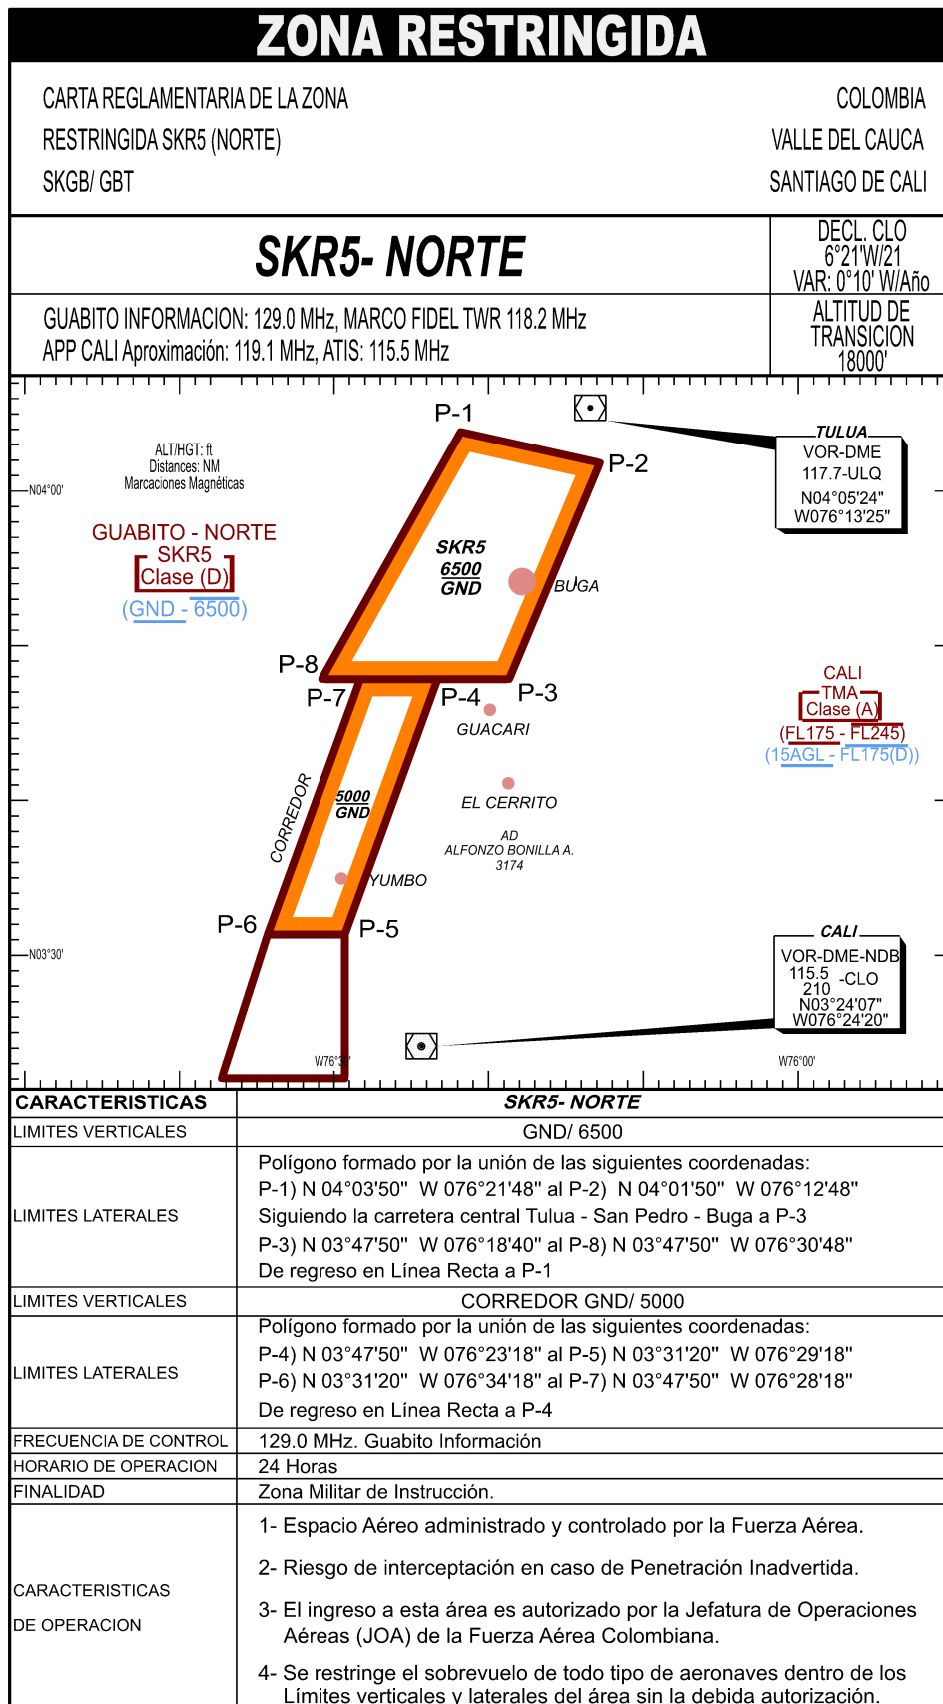 ZONA RESTRINGIDA
CARTA REGLAMENTARIA DE LA ZONA
RESTRINGIDA SKR5 (NORTE)
SKGB/ GBT
COLOMBIA
VALLE DEL CAUCA
SANTIAGO DE CALI
SKR5- NORTE
DECL. CLO
6°21'W/21
VAR: 0°10' W/Año
GUABITO INFORMACION: 129.0 MHz, MARCO FIDEL TWR 118.2 MHz
APP CALI Aproximación: 119.1 MHz, ATIS: 115.5 MHz
ALTITUD DE
TRANSICION
18000'
P-1
P-2
TULUA
VOR-DME
117.7-ULQ
N04°05'24"
W076°13'25"
ALT/HGT: ft
Distances: NM
Marcaciones Magnéticas
N04°00'
GUABITO - NORTE
SKR5
Clase (D)
(GND - 6500)
SKR5
6500
GND
BUGA
P-8
P-7
P-4
P-3
GUACARI
CALI
TMA
Clase (A)
(FL175 - FL245)
(15AGL - FL175(D))
CORREDOR
5000
GND
EL CERRITO
AD
ALFONZO BONILLA A.
3174
YUMBO
P-6
P-5
N03°30'
CALI
VOR-DME-NDB
115.5
210
-CLO
N03°24'07"
W076°24'20"
W76°30'
W76°00'
CARACTERISTICAS
SKR5- NORTE
LIMITES VERTICALES
GND/ 6500
LIMITES LATERALES
Polígono formado por la unión de las siguientes coordenadas:
P-1) N 04°03'50" W 076°21'48" al P-2) N 04°01'50" W 076°12'48"
Siguiendo la carretera central Tulua - San Pedro - Buga a P-3
P-3) N 03°47'50" W 076°18'40" al P-8) N 03°47'50" W 076°30'48"
De regreso en Línea Recta a P-1
LIMITES VERTICALES
CORREDOR GND/ 5000
LIMITES LATERALES
Polígono formado por la unión de las siguientes coordenadas:
P-4) N 03°47'50" W 076°23'18" al P-5) N 03°31'20" W 076°29'18"
P-6) N 03°31'20" W 076°34'18" al P-7) N 03°47'50" W 076°28'18"
De regreso en Línea Recta a P-4
FRECUENCIA DE CONTROL
129.0 MHz. Guabito Información
HORARIO DE OPERACION
24 Horas
FINALIDAD
Zona Militar de Instrucción.
CARACTERISTICAS
DE OPERACION
1- Espacio Aéreo administrado y controlado por la Fuerza Aérea.
2- Riesgo de interceptación en caso de Penetración Inadvertida.
3- El ingreso a esta área es autorizado por la Jefatura de Operaciones
Aéreas (JOA) de la Fuerza Aérea Colombiana.
4- Se restringe el sobrevuelo de todo tipo de aeronaves dentro de los
Límites verticales y laterales del área sin la debida autorización.